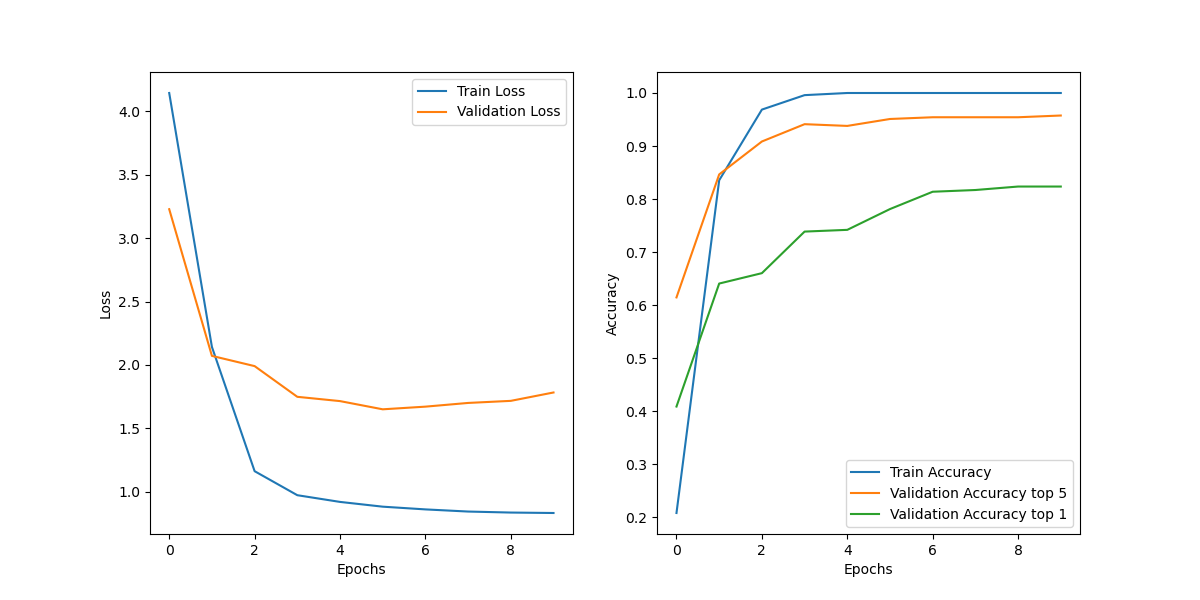 Train Loss
Validation Loss
4.0
3.5
3.0
2.5
2.0
1.5
1.0
Loss
0
2
4
6
8
Epochs
1.0
0.9
0.8
0.7
0.6
0.5
0.4
0.3
0.2
Accuracy
Train Accuracy
Validation Accuracy top 5
Validation Accuracy top 1
0
2
4
6
8
Epochs